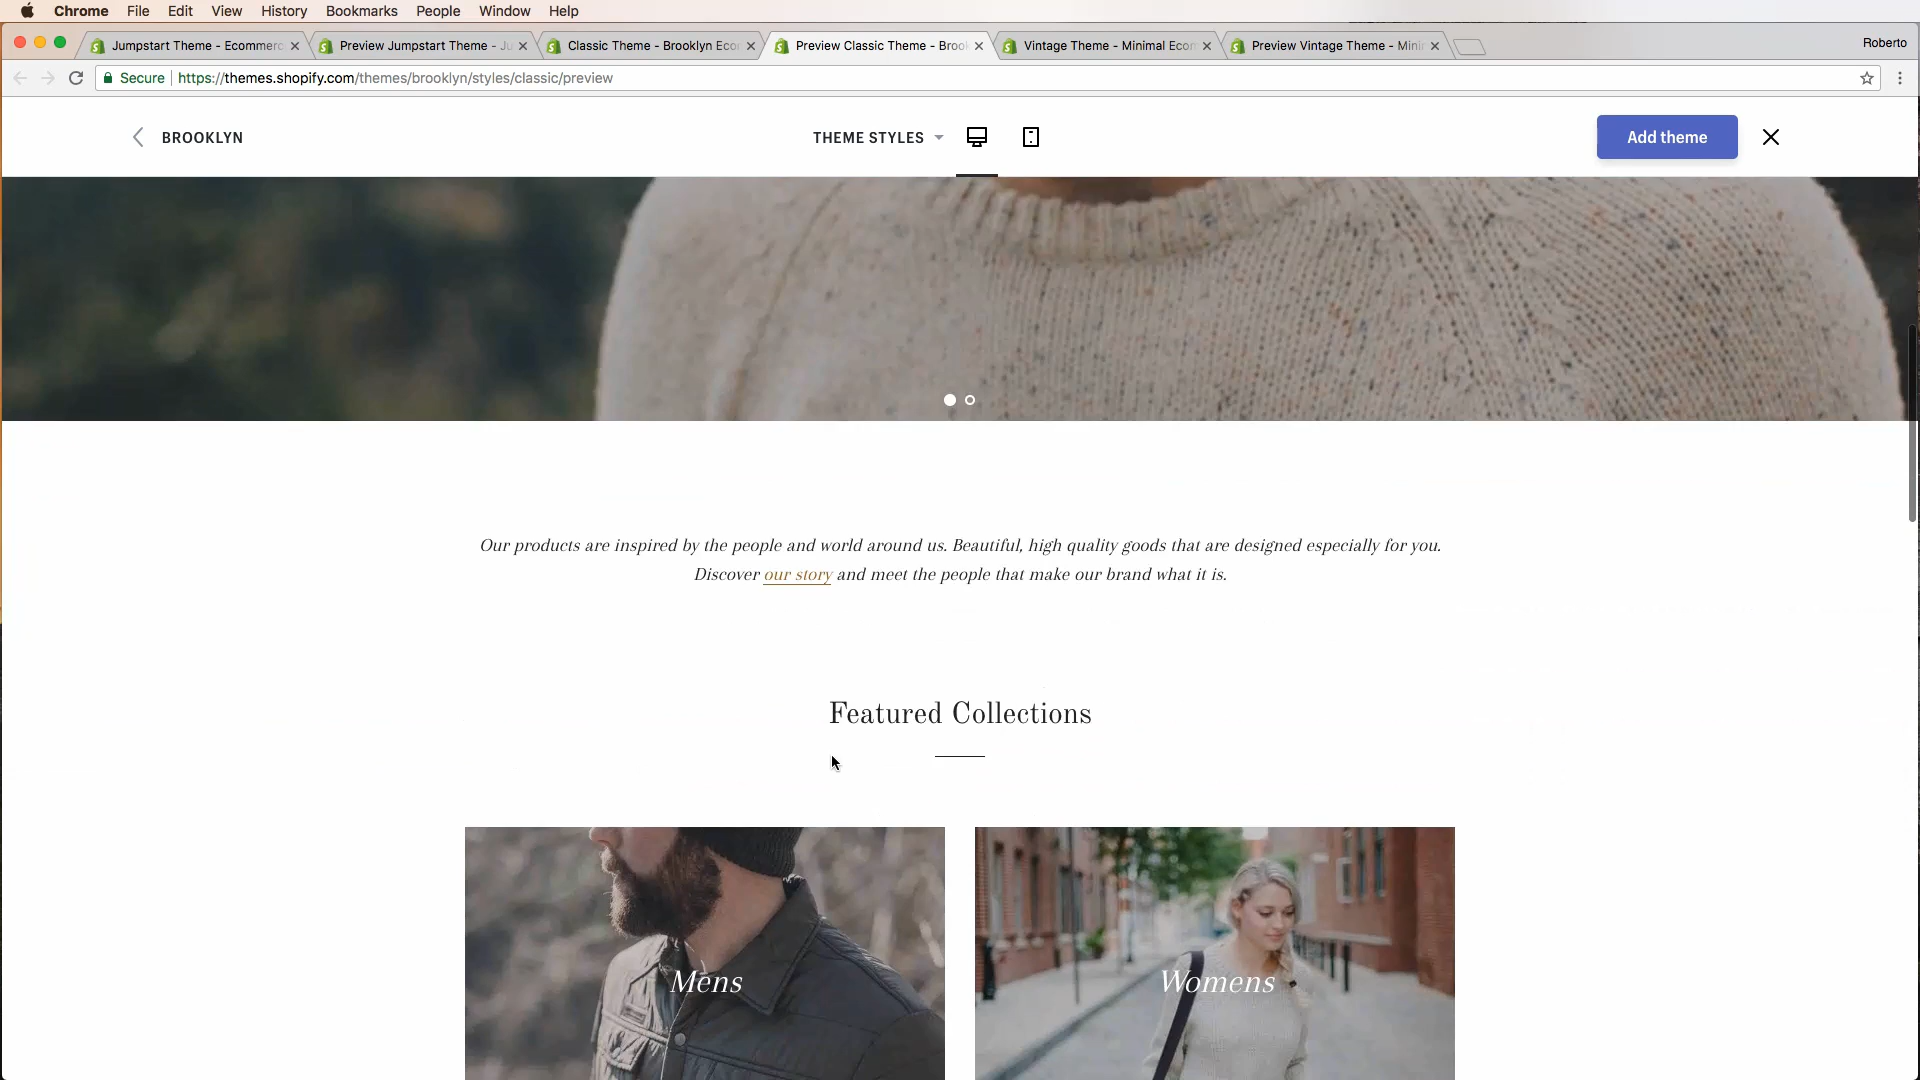 Chrome File Edit View History Bookmarks People Window Help
Jumpstart Theme - Ecommerc
Preview Jumpstart Theme - Ju
Classic Theme - Brooklyn Eco
Preview Classic Theme - Broo
Vintage Theme - Minimal Ecom
Preview Vintage Theme - Mini
Roberto
Secure https://themes.shopify.com/themes/brooklyn/styles/classic/preview
BROOKLYN
THEME STYLES
Add theme
Our products are inspired by the people and world around us. Beautiful, high quality goods that are designed especially for you.
Discover our story and meet the people that make our brand what it is.
Featured Collections
Mens
Womens